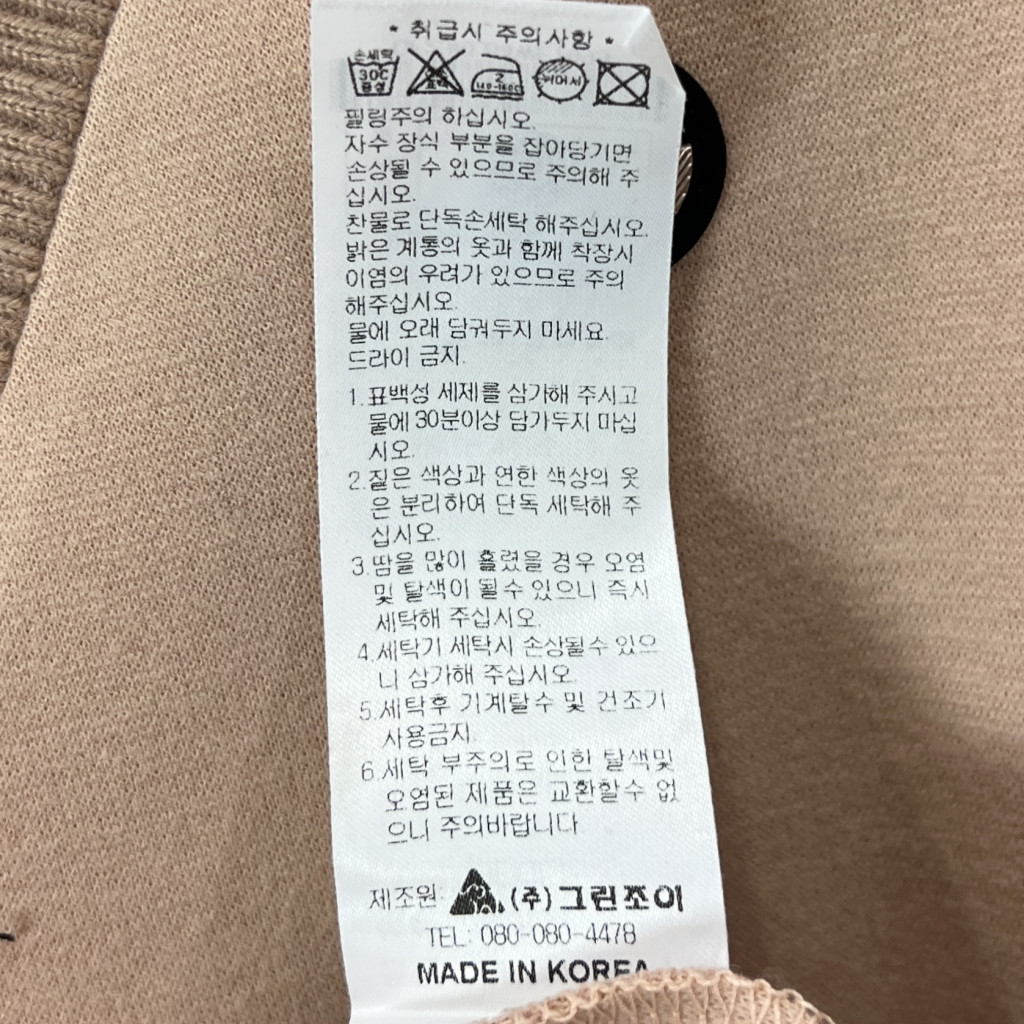 * 취급시 주의사항 *
손세탁
30C
중성
표백
2
140-160C
뉘어서
필링주의 하십시오.
자수 장식 부분을 잡아당기면
손상될 수 있으므로 주의해 주
십시오.
찬물로 단독손세탁 해주십시오.
밝은 계통의 옷과 함께 착장시
이염의 우려가 있으므로 주의
해주십시오.
물에 오래 담궈두지 마세요.
드라이 금지.
1.표백성 세제를 삼가해 주시고
물에 30분이상 담가두지 마십
시오.
2.짙은 색상과 연한 색상의 옷
은 분리하여 단독 세탁해 주
십시오.
3.땀을 많이 흘렸을 경우 오염
및 탈색이 될수 있으니 즉시
세탁해 주십시오.
4.세탁기 세탁시 손상될수 있으
니 삼가해 주십시오.
5.세탁후 기계탈수 및 건조기
사용금지.
6.세탁 부주의로 인한 탈색및
오염된 제품은 교환할수 없
으니 주의바랍니다
제조원: (주)그린조이
TEL: 080-080-4478
MADE IN KOREA